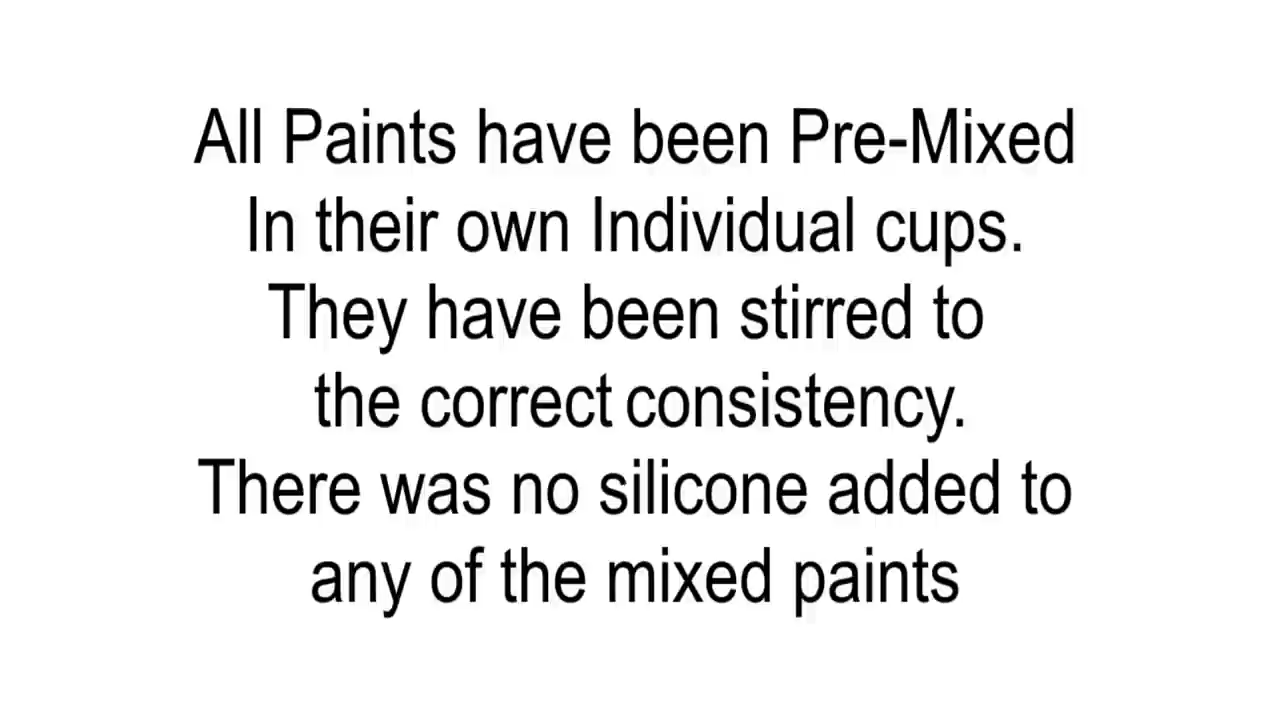 All Paints have been Pre-Mixed
In their own Individual cups.
They have been stirred to
the correct consistency.
There was no silicone added to
any of the mixed paints